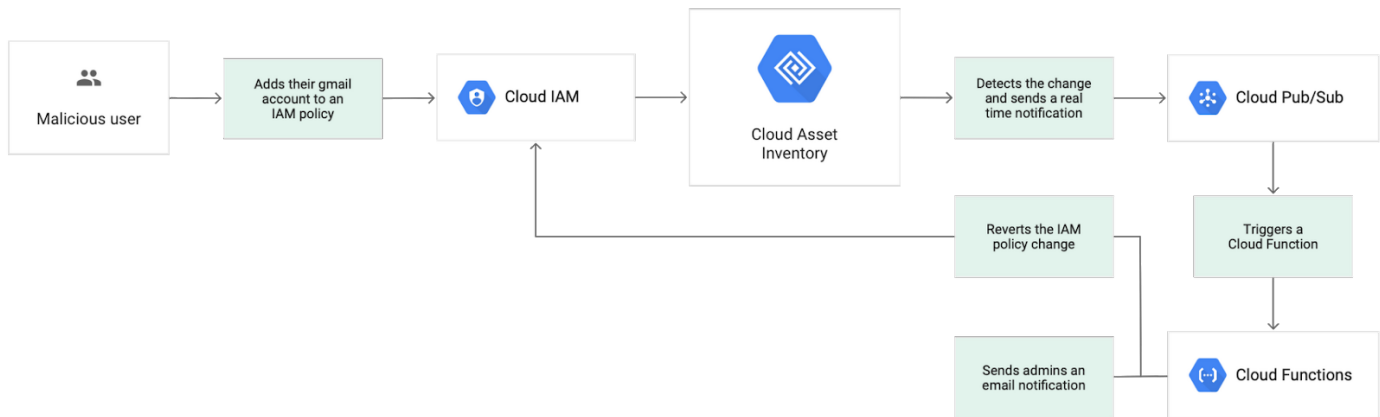 Malicious user
Adds their gmail
account to an
IAM policy
Cloud IAM
Cloud Asset
Inventory
Detects the change
and sends a real
time notification
Cloud Pub/Sub
Triggers a
Cloud Function
Cloud Functions
Reverts the IAM
policy change
Sends admins an
email notification